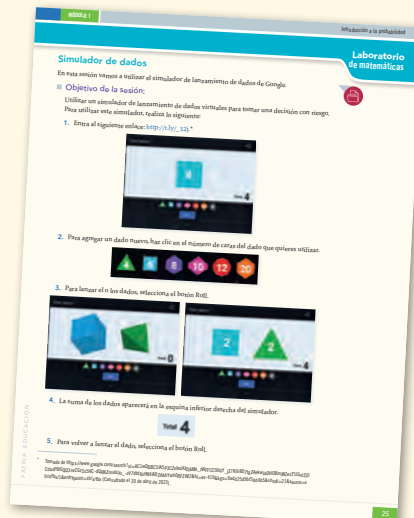 MÓDULO 1
Introducción a la probabilidad
Laboratorio
de matemáticas
Simulador de dados
En esta sesión vamos a utilizar el simulador de lanzamiento de dados de Google.
Objetivo de la sesión:
Utilizar un simulador de lanzamiento de dados virtuales para tomar una decisión con riesgo.
Para utilizar este simulador, realiza lo siguiente:
1. Entra al siguiente enlace:
4
2. Para agregar un dado nuevo, haz clic en el número de caras del dado que quieres utilizar.
4 6 8 10 12 20
3. Para lanzar el o los dados, selecciona el botón Roll.
0
2 2
4
4. La suma de los dados aparecerá en la esquina inferior derecha del simulador.
Total 4
5. Para volver a lanzar el dado, selecciona el botón Roll.
PATRIA EDUCACIÓN
25